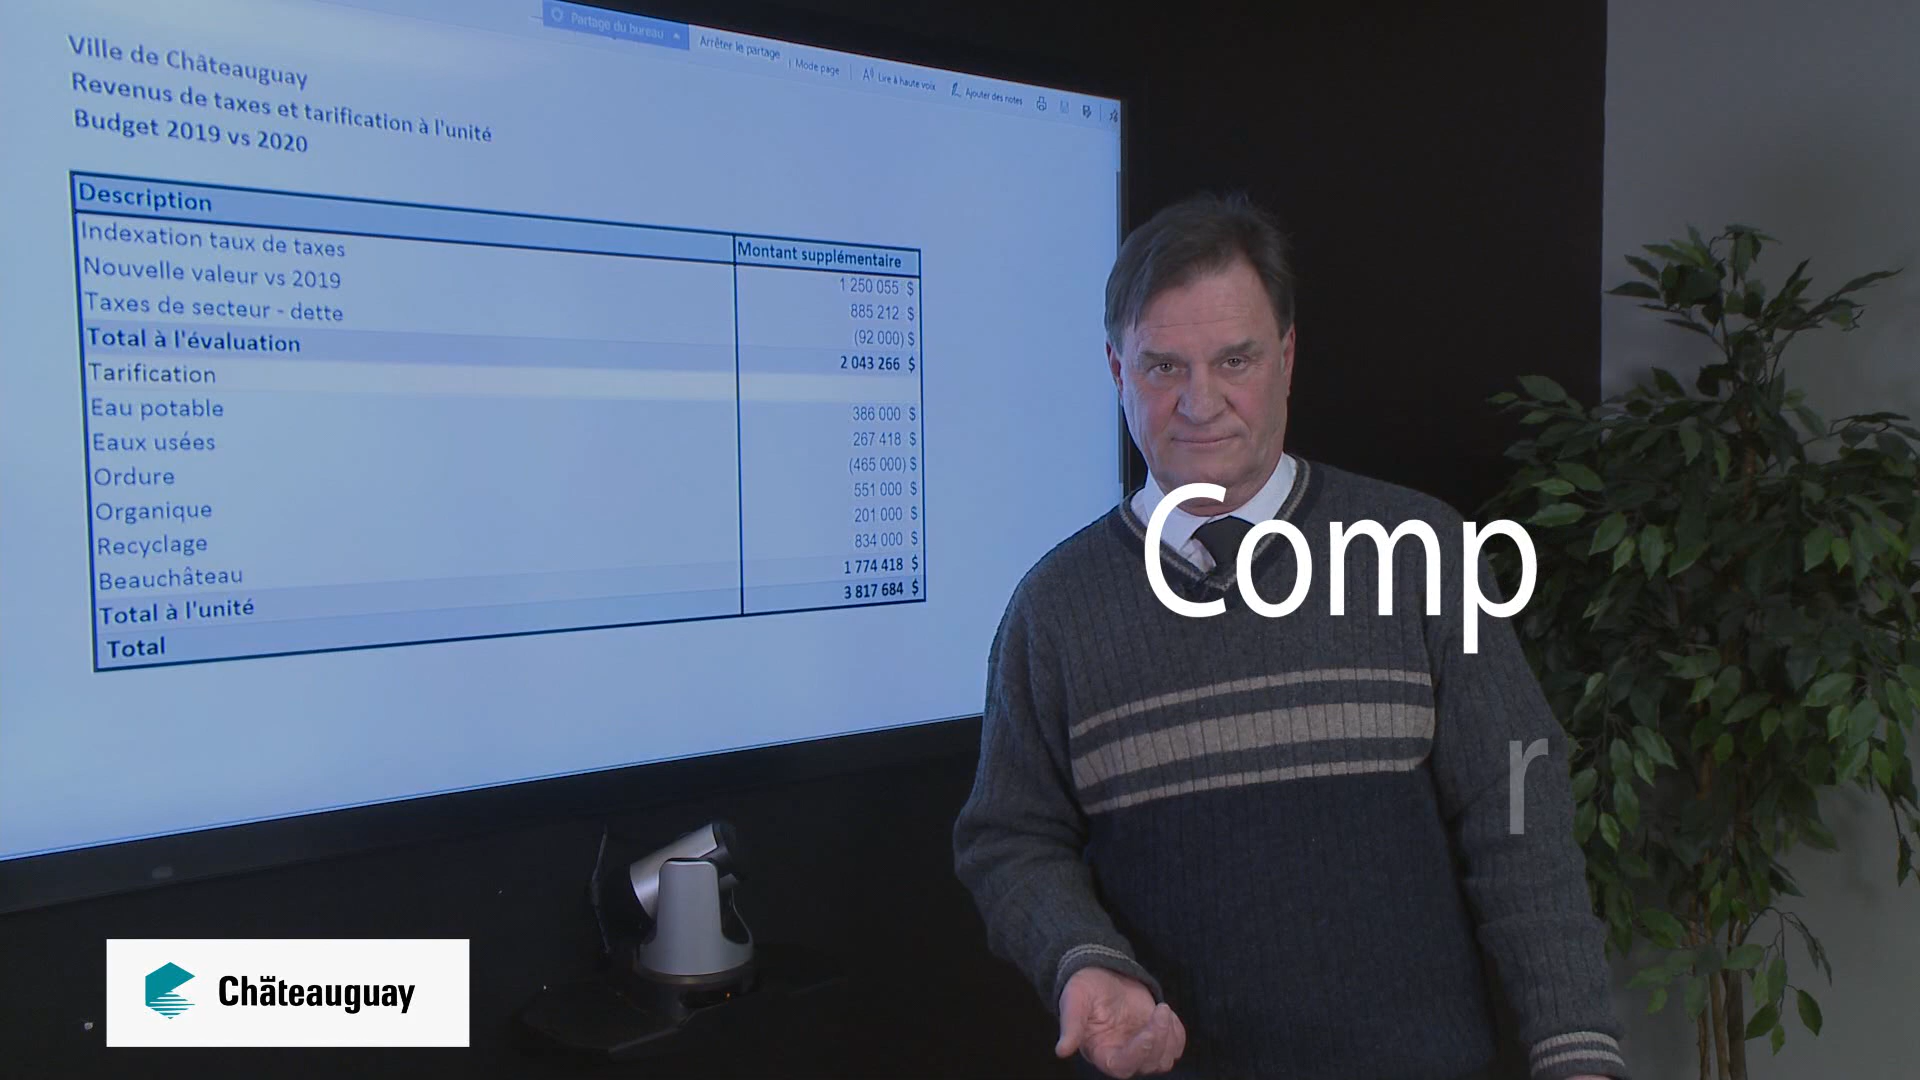 Partage du bureau
Arrêter le partage
Mode page
Lire à haute voix
Ajouter des notes
Ville de Châteauguay
Revenus de taxes et tarification à l'unité
Budget 2019 vs 2020
Description
Montant supplémentaire
Indexation taux de taxes
1 250 055 $
Nouvelle valeur vs 2019
885 212 $
Taxes de secteur - dette
(92 000) $
Total à l'évaluation
2 043 266 $
Tarification
Eau potable
386 000 $
Eaux usées
267 418 $
Ordure
(465 000) $
Organique
551 000 $
Recyclage
201 000 $
Beauchâteau
834 000 $
Total à l'unité
1 774 418 $
Total
3 817 684 $
Comp
r
Châteauguay